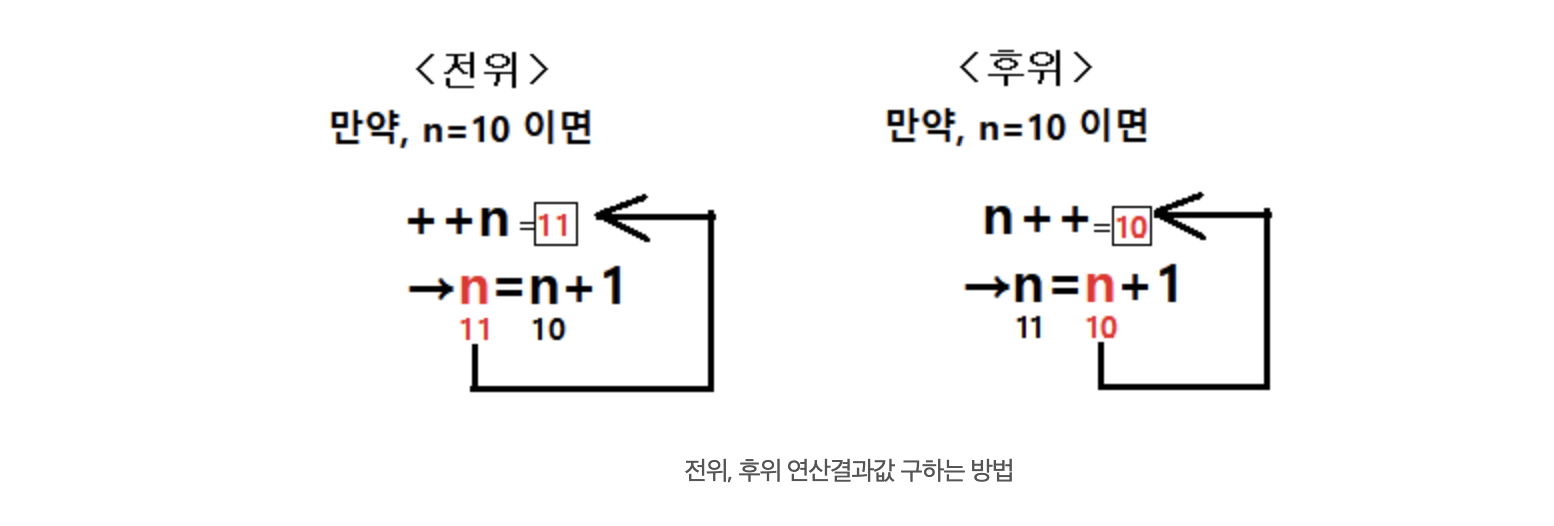 <전위>
만약, n=10 이면
++n =11
→n=n+1
11 10
<후위>
만약, n=10 이면
n++=10
→n=n+1
11 10
전위, 후위 연산결과값 구하는 방법